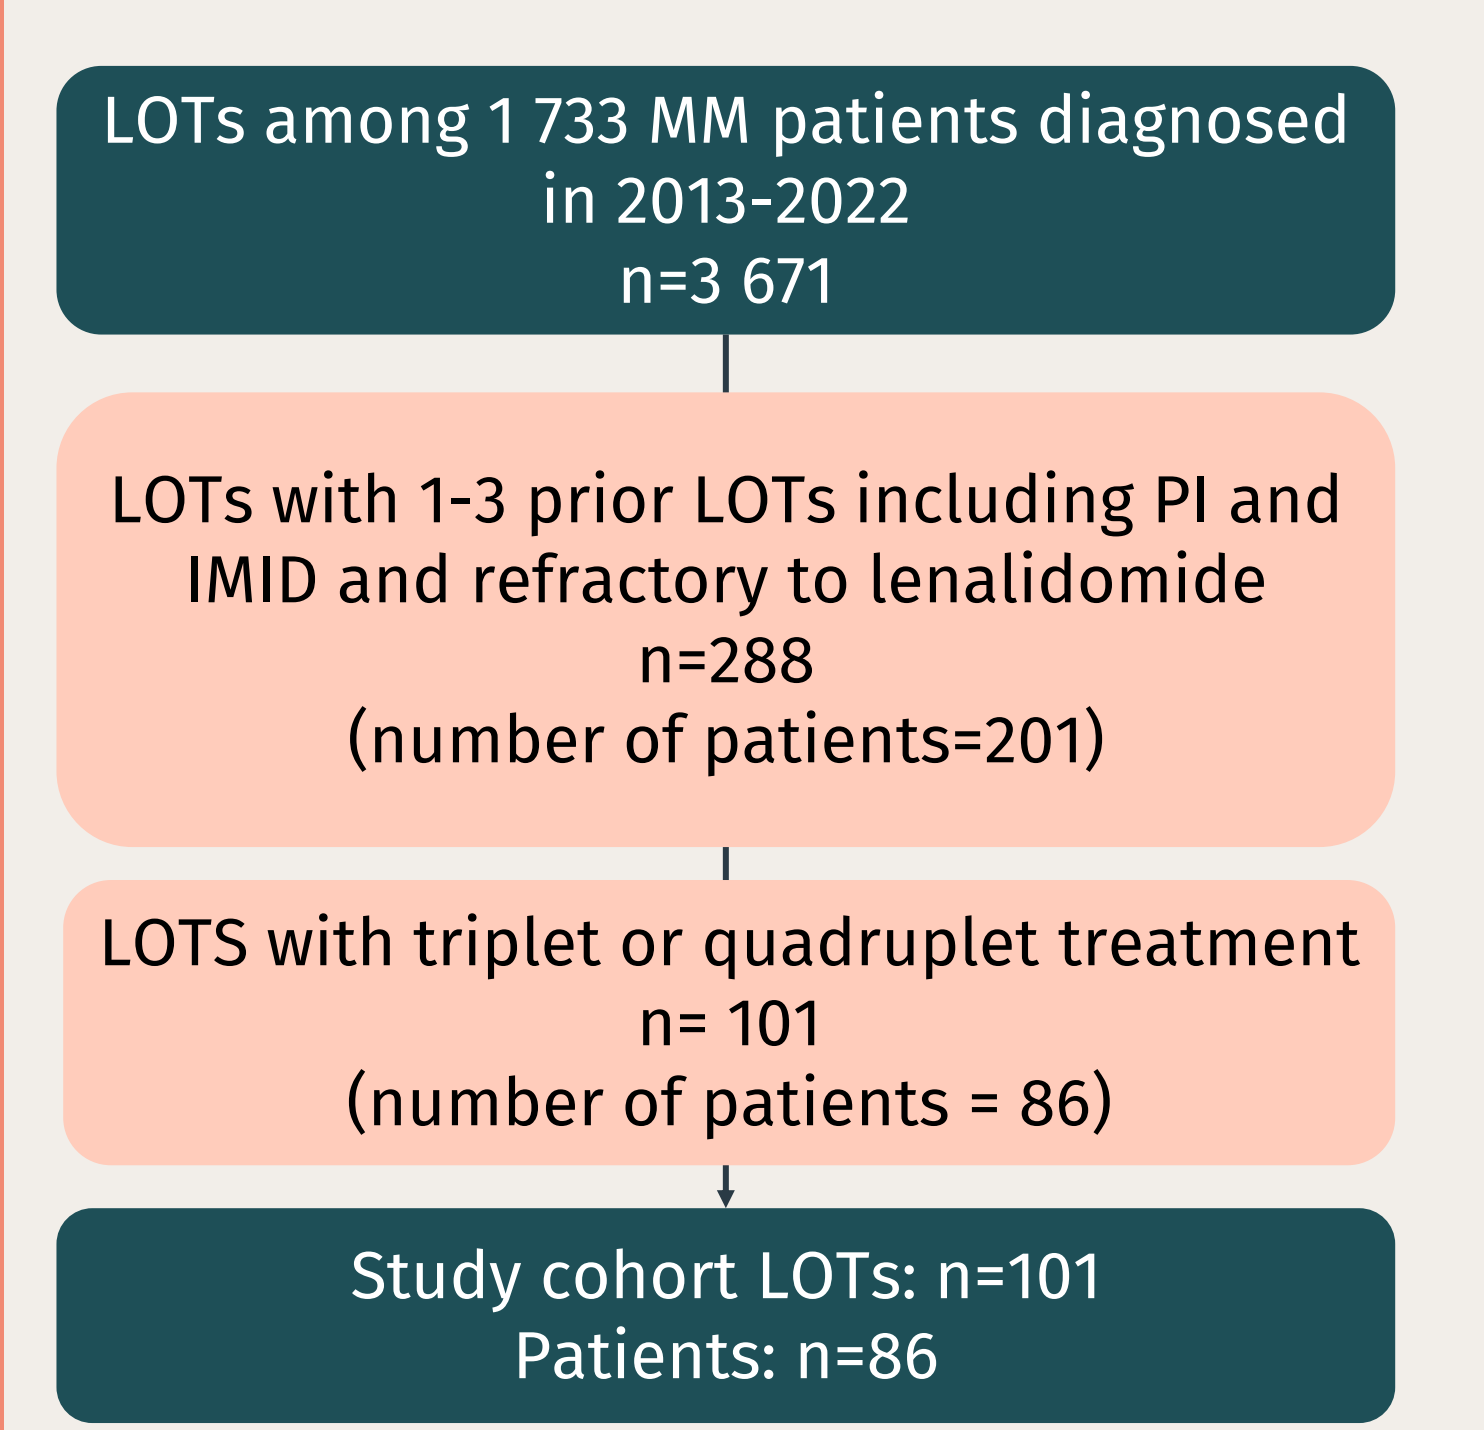 LOTs among 1 733 MM patients diagnosed
in 2013-2022
n=3 671
LOTs with 1-3 prior LOTs including PI and
IMID and refractory to lenalidomide
n=288
(number of patients=201)
LOTS with triplet or quadruplet treatment
n= 101
(number of patients = 86)
Study cohort LOTs: n=101
Patients: n=86